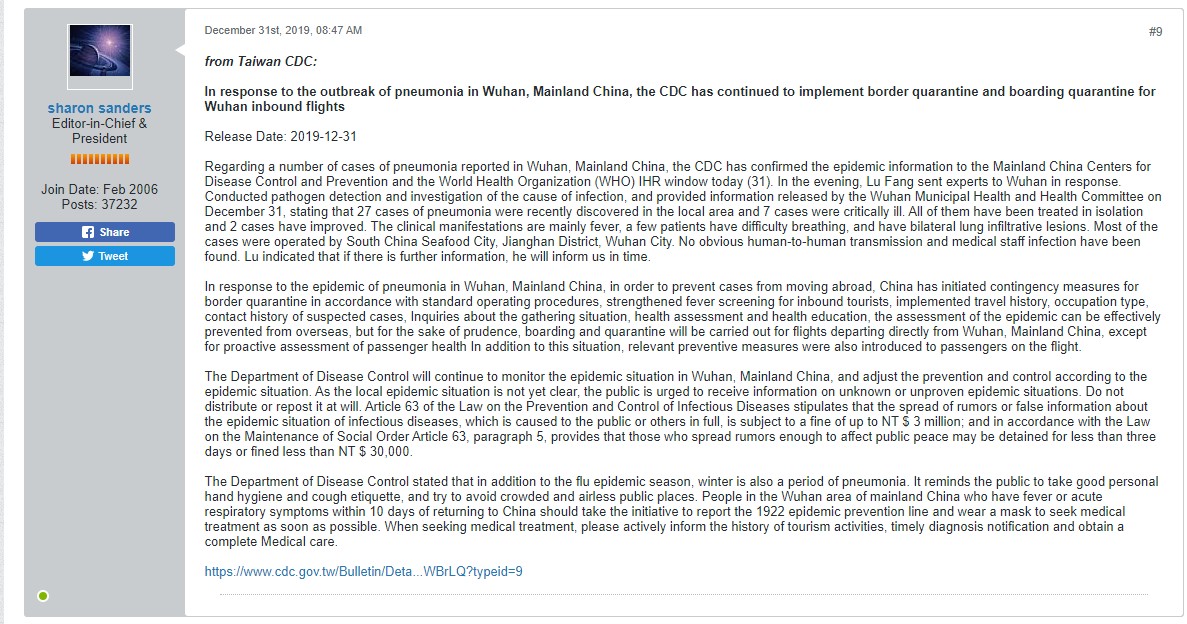 December 31st, 2019, 08:47 AM
#9
sharon sanders
Editor-in-Chief &
President
Join Date: Feb 2006
Posts: 37232
Share
Tweet
from Taiwan CDC:
In response to the outbreak of pneumonia in Wuhan, Mainland China, the CDC has continued to implement border quarantine and boarding quarantine for
Wuhan inbound flights
Release Date: 2019-12-31
Regarding a number of cases of pneumonia reported in Wuhan, Mainland China, the CDC has confirmed the epidemic information to the Mainland China Centers for
Disease Control and Prevention and the World Health Organization (WHO) IHR window today (31). In the evening, Lu Fang sent experts to Wuhan in response.
Conducted pathogen detection and investigation of the cause of infection, and provided information released by the Wuhan Municipal Health and Health Committee on
December 31, stating that 27 cases of pneumonia were recently discovered in the local area and 7 cases were critically ill. All of them have been treated in isolation
and 2 cases have improved. The clinical manifestations are mainly fever, a few patients have difficulty breathing, and have bilateral lung infiltrative lesions. Most of the
cases were operated by South China Seafood City, Jianghan District, Wuhan City. No obvious human-to-human transmission and medical staff infection have been
found. Lu indicated that if there is further information, he will inform us in time.
In response to the epidemic of pneumonia in Wuhan, Mainland China, in order to prevent cases from moving abroad, China has initiated contingency measures for
border quarantine in accordance with standard operating procedures, strengthened fever screening for inbound tourists, implemented travel history, occupation type,
contact history of suspected cases, Inquiries about the gathering situation, health assessment and health education, the assessment of the epidemic can be effectively
prevented from overseas, but for the sake of prudence, boarding and quarantine will be carried out for flights departing directly from Wuhan, Mainland China, except
for proactive assessment of passenger health In addition to this situation, relevant preventive measures were also introduced to passengers on the flight.
The Department of Disease Control will continue to monitor the epidemic situation in Wuhan, Mainland China, and adjust the prevention and control according to the
epidemic situation. As the local epidemic situation is not yet clear, the public is urged to receive information on unknown or unproven epidemic situations. Do not
distribute or repost it at will. Article 63 of the Law on the Prevention and Control of Infectious Diseases stipulates that the spread of rumors or false information about
the epidemic situation of infectious diseases, which is caused to the public or others in full, is subject to a fine of up to NT $ 3 million; and in accordance with the Law
on the Maintenance of Social Order Article 63, paragraph 5, provides that those who spread rumors enough to affect public peace may be detained for less than three
days or fined less than NT $ 30,000.
The Department of Disease Control stated that in addition to the flu epidemic season, winter is also a period of pneumonia. It reminds the public to take good personal
hand hygiene and cough etiquette, and try to avoid crowded and airless public places. People in the Wuhan area of mainland China who have fever or acute
respiratory symptoms within 10 days of returning to China should take the initiative to report the 1922 epidemic prevention line and wear a mask to seek medical
treatment as soon as possible. When seeking medical treatment, please actively inform the history of tourism activities, timely diagnosis notification and obtain a
complete Medical care.
https://www.cdc.gov.tw/Bulletin/Deta...WBrLQ?typeid=9